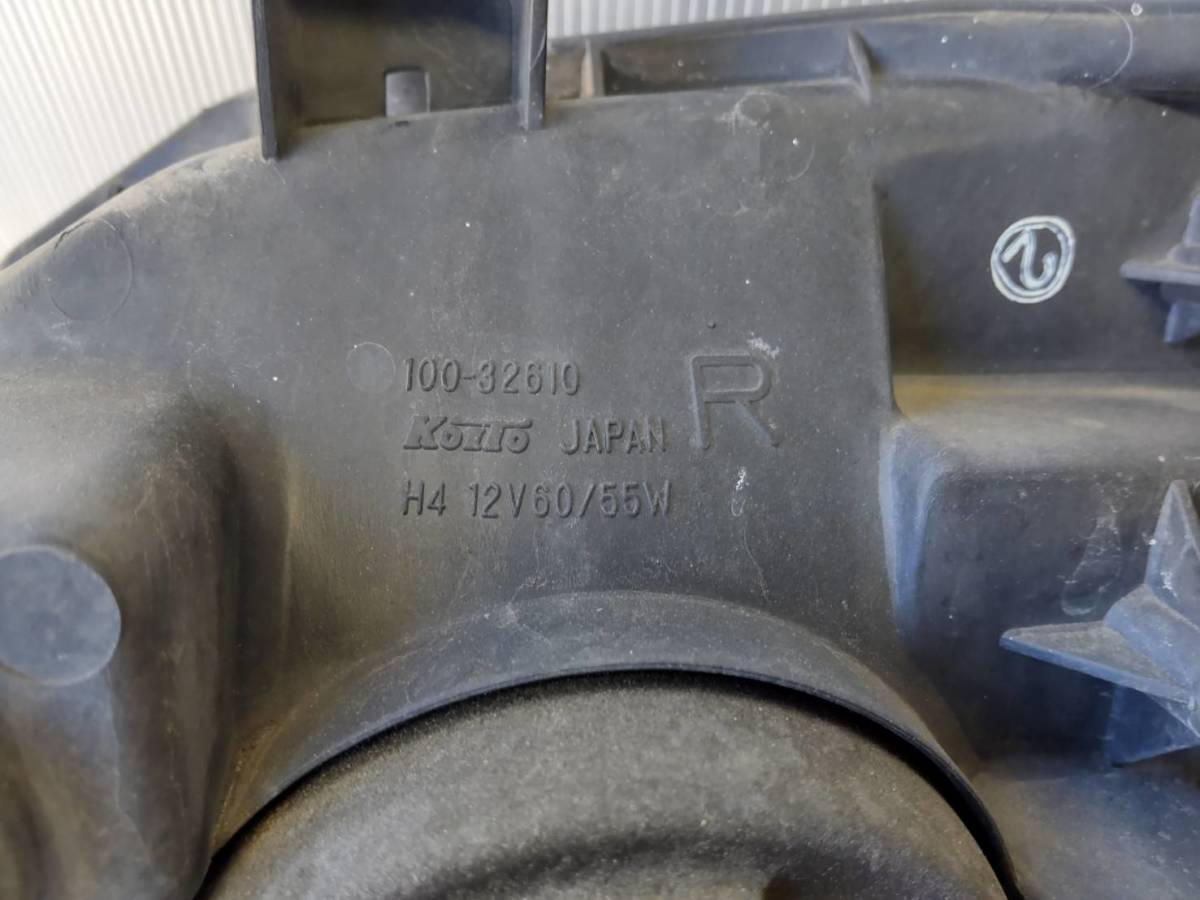 100-32610
KOITO JAPAN
R
H4 12V60/55W